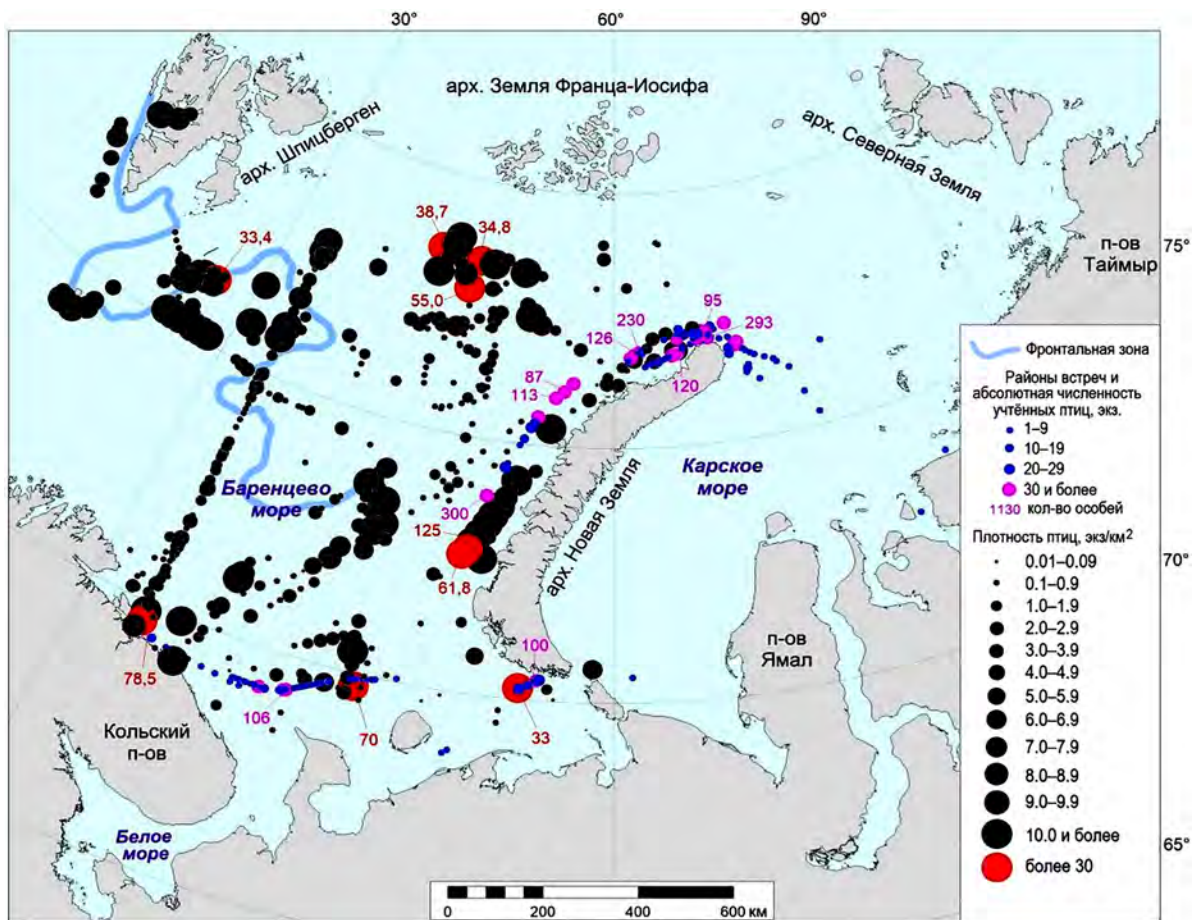 30°
60°
90°
арх. Земля Франца-Иосифа
арх. Шпицберген
арх. Северная Земля
п-ов
Таймыр
75°
38,7
34,8
33,4
55,0
95
230
293
126
87
113
120
Карское
море
Баренцево
море
арх. Новая Земля
300
125
61,8
70°
п-ов
Ямал
100
78,5
106
70
33
Кольский
п-ов
Белое
море
65°
Фронтальная зона
Районы встреч и
абсолютная численность
учтённых птиц, экз.
1–9
10–19
20–29
30 и более
1130 кол-во особей
Плотность птиц, экз/км²
0.01–0.09
0.1–0.9
1.0–1.9
2.0–2.9
3.0–3.9
4.0–4.9
5.0–5.9
6.0–6.9
7.0–7.9
8.0–8.9
9.0–9.9
10.0 и более
более 30
0 200 400 600 км